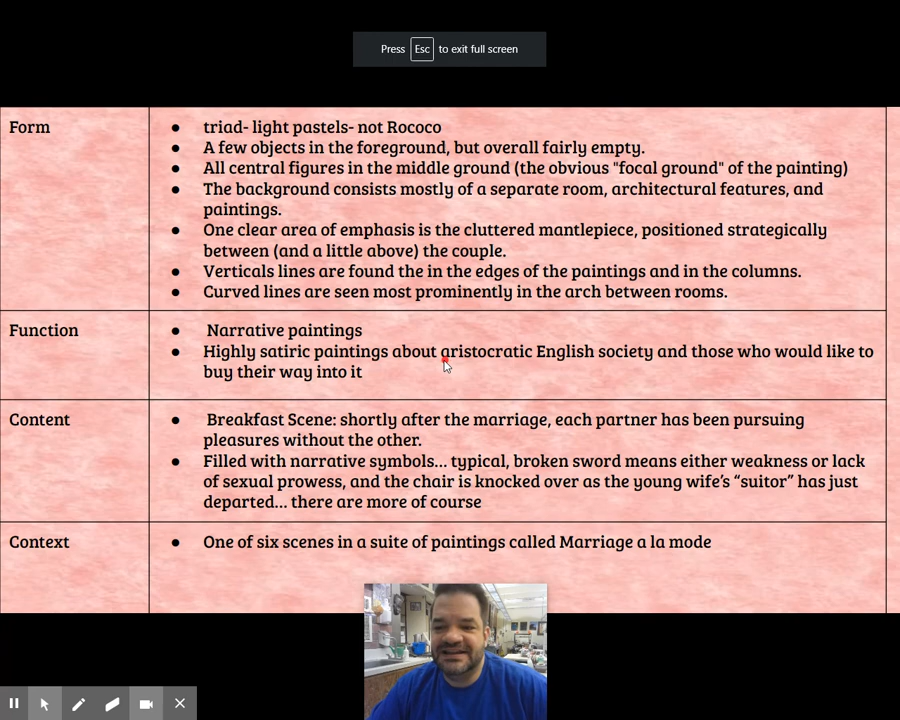 Press Esc to exit full screen
Form
● triad- light pastels- not Rococo
● A few objects in the foreground, but overall fairly empty.
● All central figures in the middle ground (the obvious "focal ground" of the painting)
● The background consists mostly of a separate room, architectural features, and
paintings.
● One clear area of emphasis is the cluttered mantlepiece, positioned strategically
between (and a little above) the couple.
● Verticals lines are found the in the edges of the paintings and in the columns.
● Curved lines are seen most prominently in the arch between rooms.
Function
● Narrative paintings
● Highly satiric paintings about aristocratic English society and those who would like to
buy their way into it
Content
● Breakfast Scene: shortly after the marriage, each partner has been pursuing
pleasures without the other.
● Filled with narrative symbols... typical, broken sword means either weakness or lack
of sexual prowess, and the chair is knocked over as the young wife's “suitor” has just
departed... there are more of course
Context
● One of six scenes in a suite of paintings called Marriage a la mode